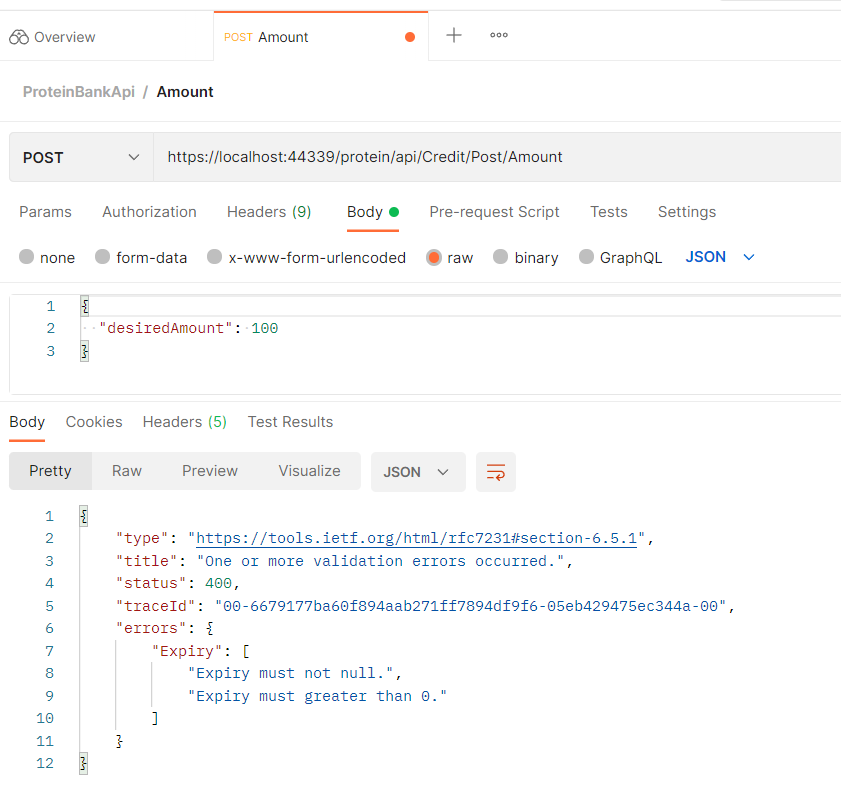 Overview POST Amount
ProteinBankApi / Amount
POST https://localhost:44339/protein/api/Credit/Post/Amount
Params Authorization Headers (9) Body Pre-request Script Tests Settings
none form-data x-www-form-urlencoded raw binary GraphQL JSON
1 {
2 "desiredAmount": 100
3 }
Body Cookies Headers (5) Test Results
Pretty Raw Preview Visualize JSON
1 {
2 "type": "https://tools.ietf.org/html/rfc7231#section-6.5.1",
3 "title": "One or more validation errors occurred.",
4 "status": 400,
5 "traceId": "00-6679177ba60f894aab271ff7894df9f6-05eb429475ec344a-00",
6 "errors": {
7 "Expiry": [
8 "Expiry must not null.",
9 "Expiry must greater than 0."
10 ]
11 }
12 }